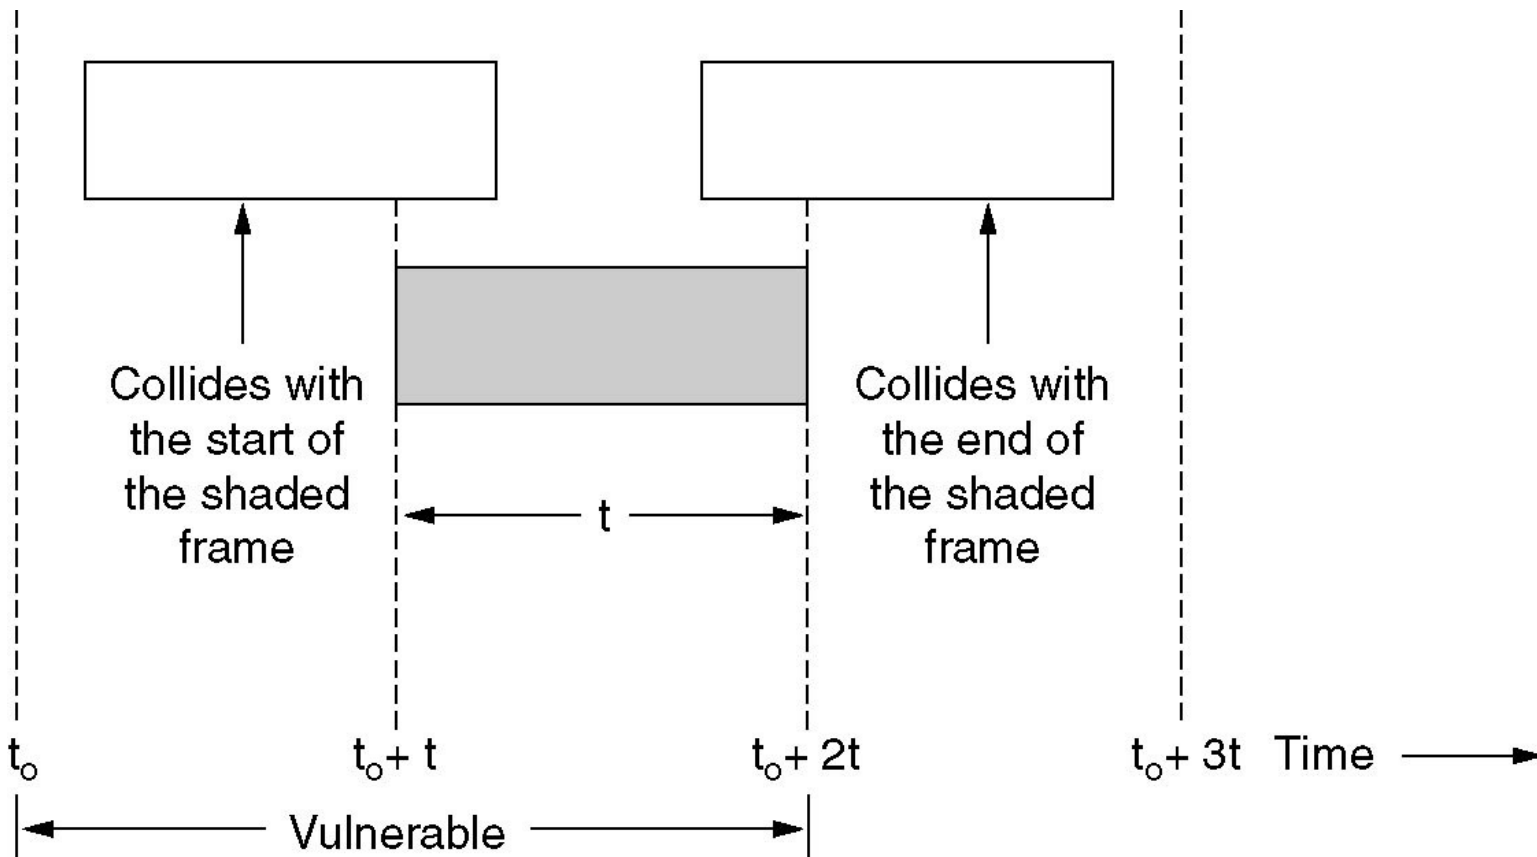 Collides with
the start of
the shaded
frame
Collides with
the end of
the shaded
frame
t
tₒ
tₒ+ t
tₒ+ 2t
tₒ+ 3t
Time
Vulnerable